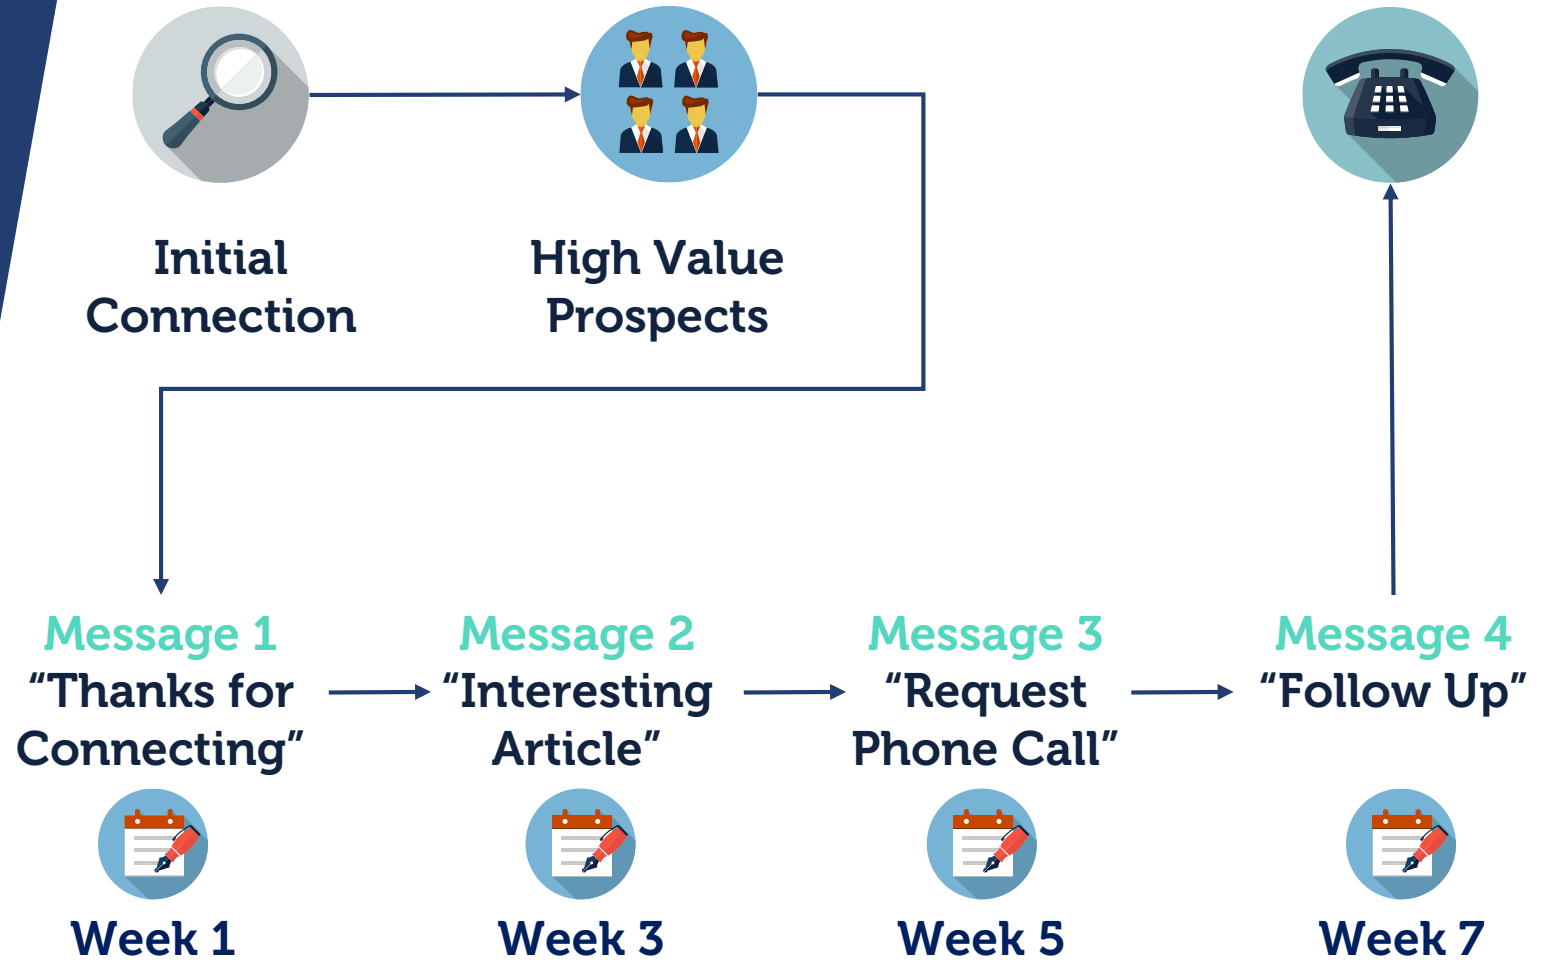 Initial
Connection
High Value
Prospects
Message 1
“Thanks for
Connecting”
Message 2
“Interesting
Article”
Message 3
“Request
Phone Call”
Message 4
“Follow Up”
Week 1
Week 3
Week 5
Week 7